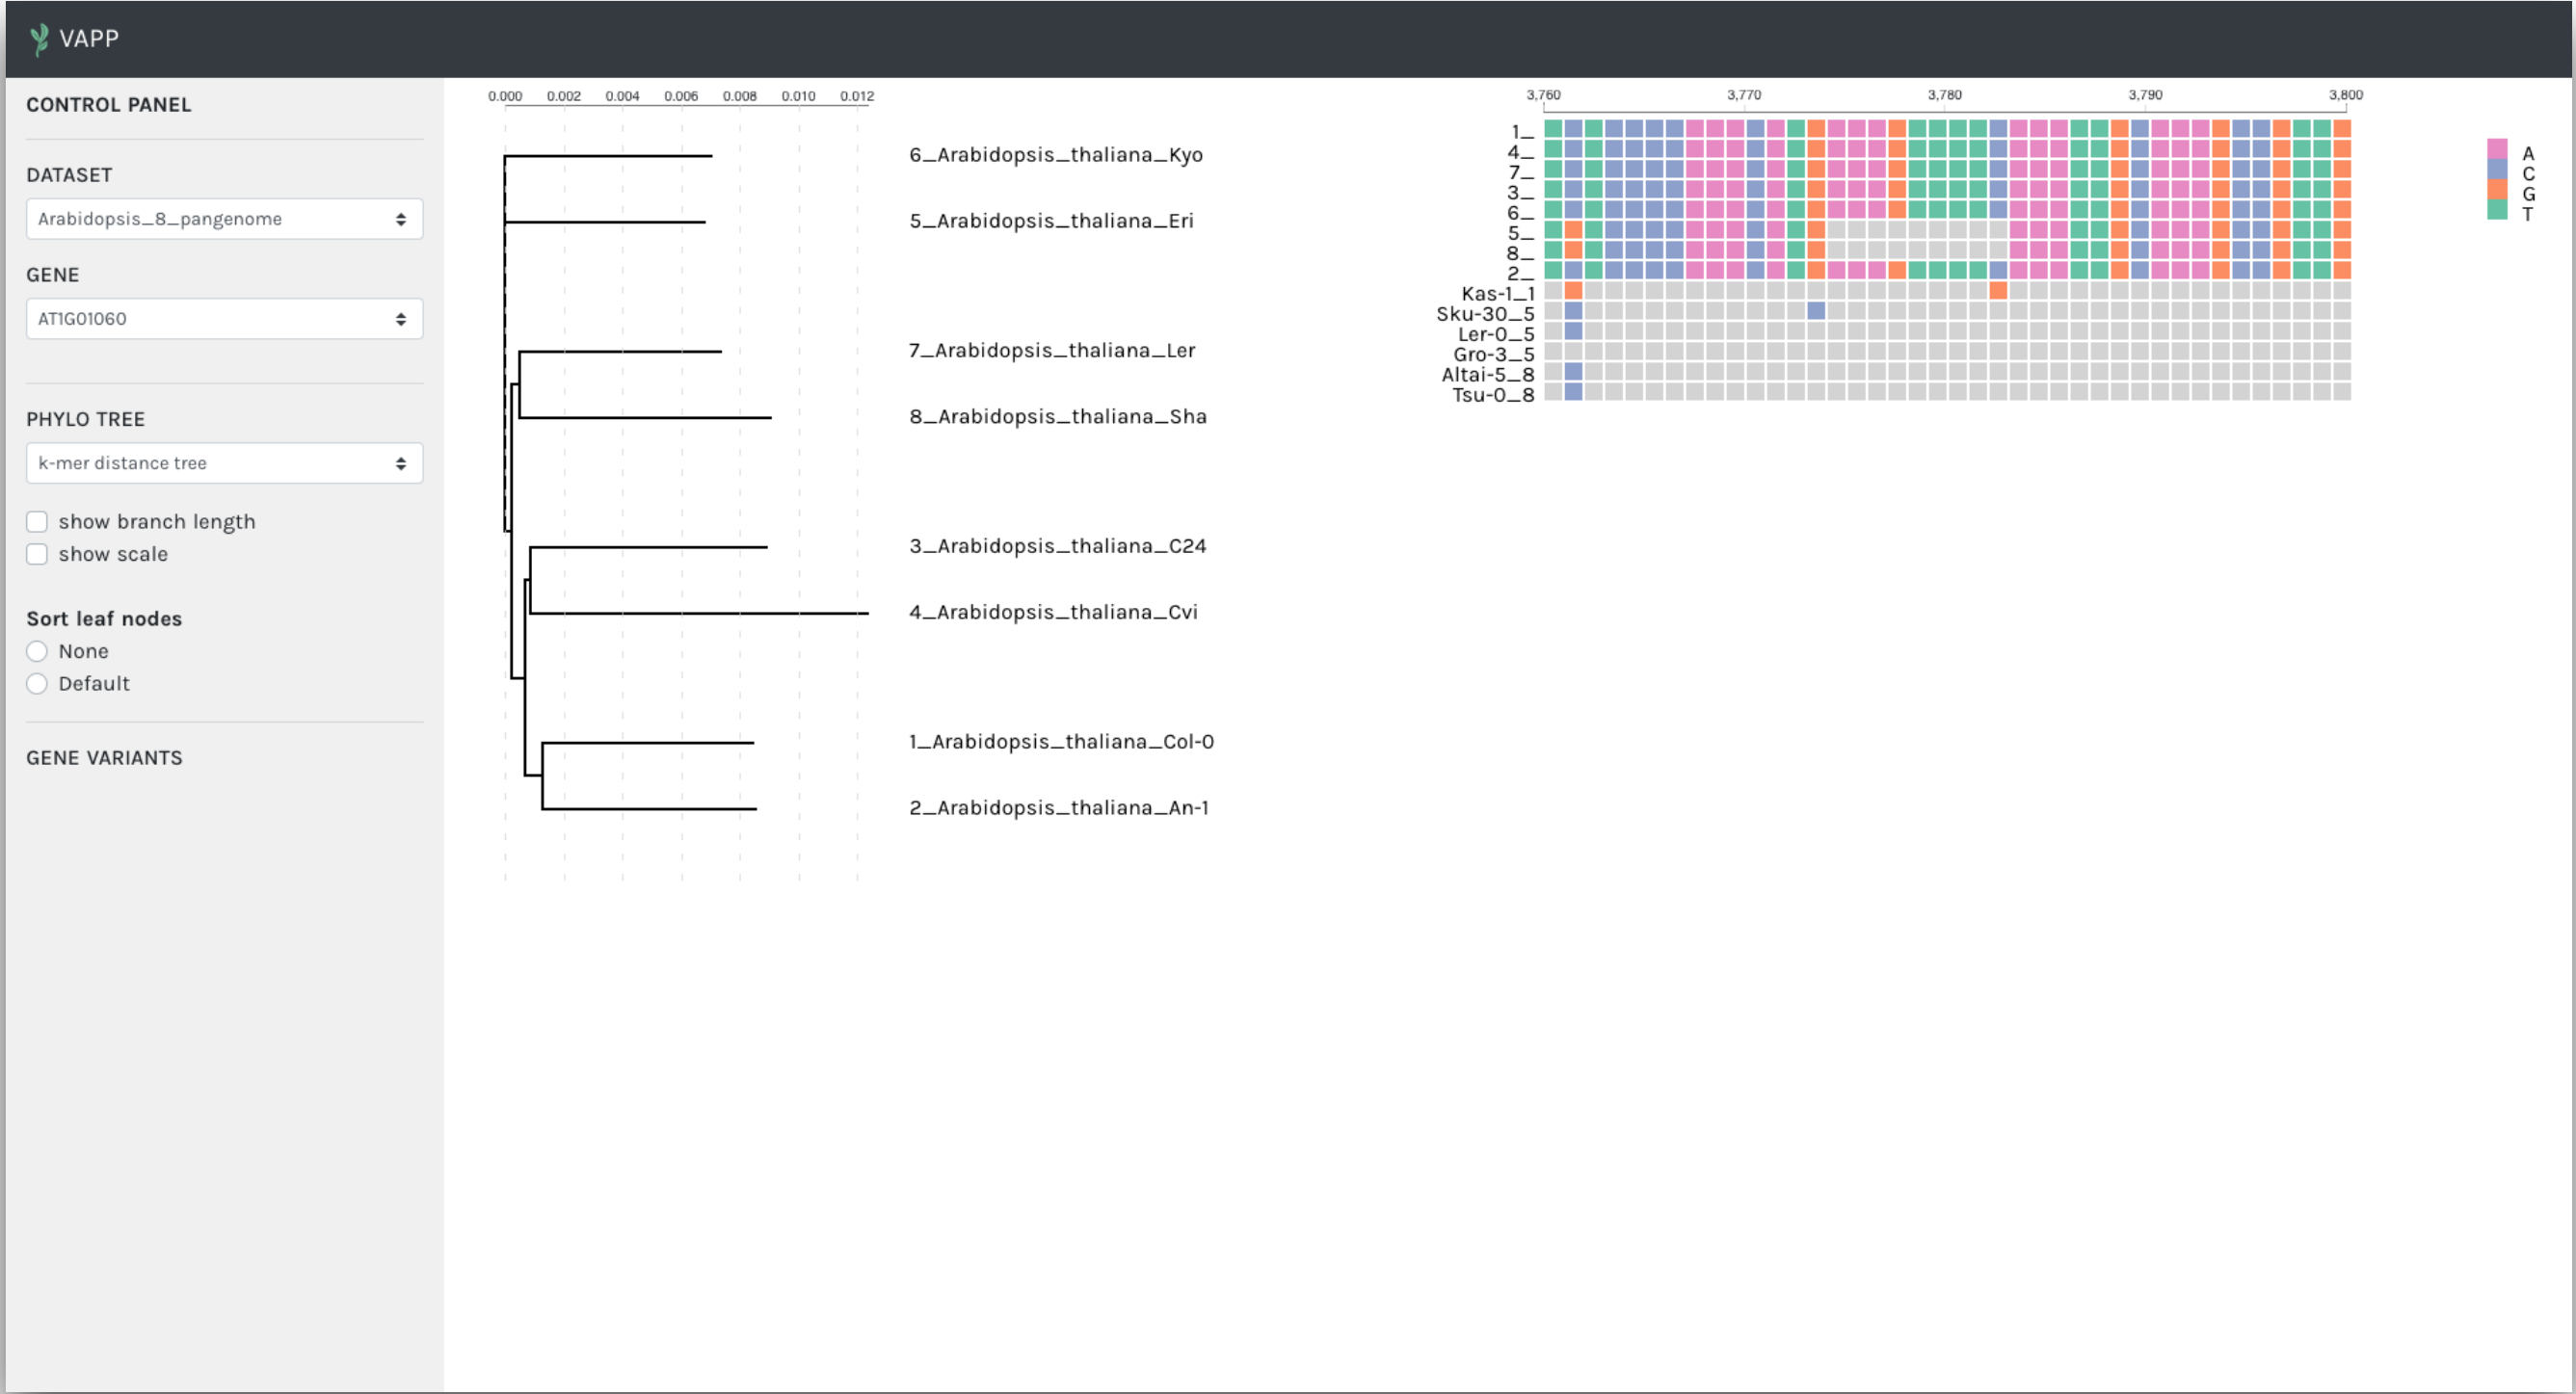 VAPP
CONTROL PANEL
DATASET
Arabidopsis_8_pangenome
GENE
AT1G01060
PHYLO TREE
k-mer distance tree
show branch length
show scale
Sort leaf nodes
None
Default
GENE VARIANTS
0.000 0.002 0.004 0.006 0.008 0.010 0.012
6_Arabidopsis_thaliana_Kyo
5_Arabidopsis_thaliana_Eri
7_Arabidopsis_thaliana_Ler
8_Arabidopsis_thaliana_Sha
3_Arabidopsis_thaliana_C24
4_Arabidopsis_thaliana_Cvi
1_Arabidopsis_thaliana_Col-0
2_Arabidopsis_thaliana_An-1
3,760 3,770 3,780 3,790 3,800
1_
4_
7_
3_
6_
5_
8_
2_
Kas-1_1
Sku-30_5
Ler-0_5
Gro-3_5
Altai-5_8
Tsu-0_8
A
C
G
T